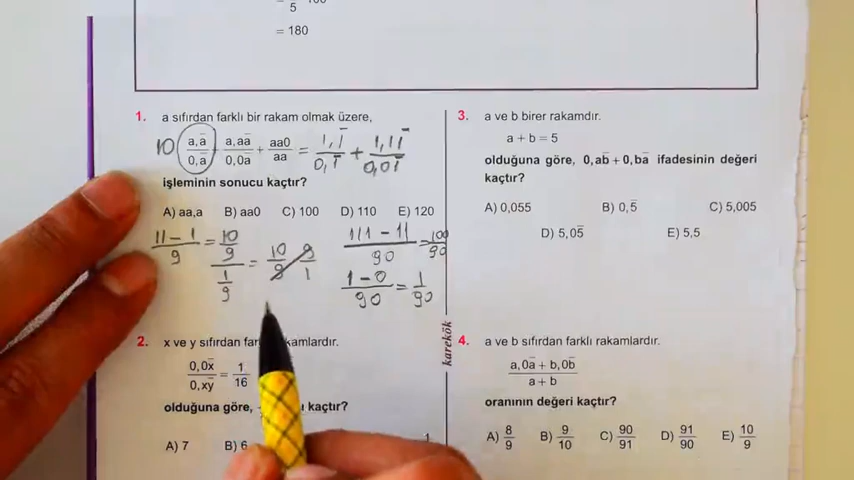 5
= 180
1. a sıfırdan farklı bir rakam olmak üzere,
10 a,a̅ / 0,a̅ + a,aa̅ / 0,0a̅ + aa0 / aa = 1,1̅ / 0,1̅ + 1,11̅ / 0,01̅
işleminin sonucu kaçtır?
A) aa,a B) aa0 C) 100 D) 110 E) 120
11 - 1 / 9 = 10/9 / 1/9 = 10/9 9/1
111 - 11 / 90 = 100/90
1 - 0 / 90 = 1/90
2. x ve y sıfırdan
0,0x̅ / 0,xy̅ = 1/16
olduğuna göre, kaçtır?
A) 7 B) 6
karekök
3. a ve b birer rakamdır.
a + b = 5
olduğuna göre, 0,ab̅ + 0,ba̅ ifadesinin değeri
kaçtır?
A) 0,055 B) 0,5̅ C) 5,005
D) 5,05̅ E) 5,5
4. a ve b sıfırdan farklı rakamlardır.
a,0a̅ + b,0b̅ / a + b
oranının değeri kaçtır?
A) 8/9 B) 9/10 C) 90/91 D) 91/90 E) 10/9